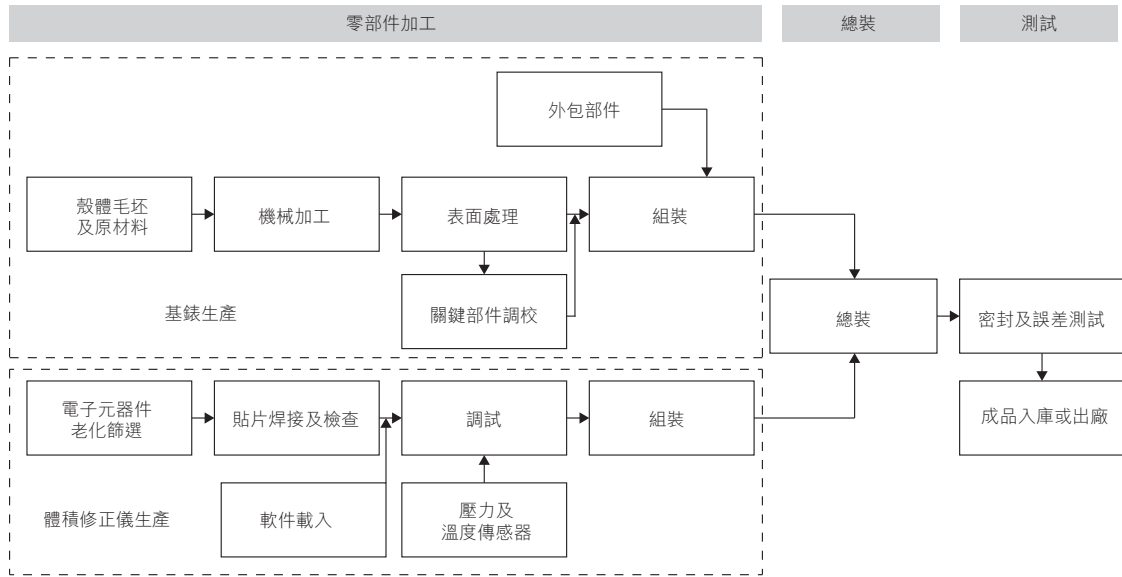 零部件加工
總裝
測試
外包部件
殼體毛坯
及原材料
機械加工
表面處理
組裝
關鍵部件調校
基錶生產
總裝
密封及誤差測試
成品入庫或出廠
電子元器件
老化篩選
貼片焊接及檢查
調試
組裝
軟件載入
壓力及
溫度傳感器
體積修正儀生產